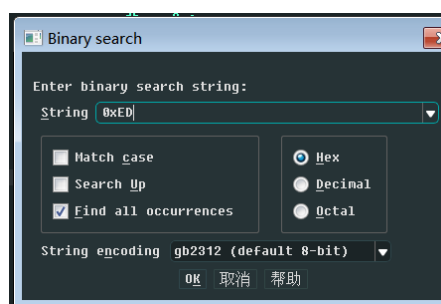 Binary search
Enter binary search string:
String 0xED
Match case
Search Up
Find all occurrences
Hex
Decimal
Octal
String encoding gb2312 (default 8-bit)
OK 取消 帮助